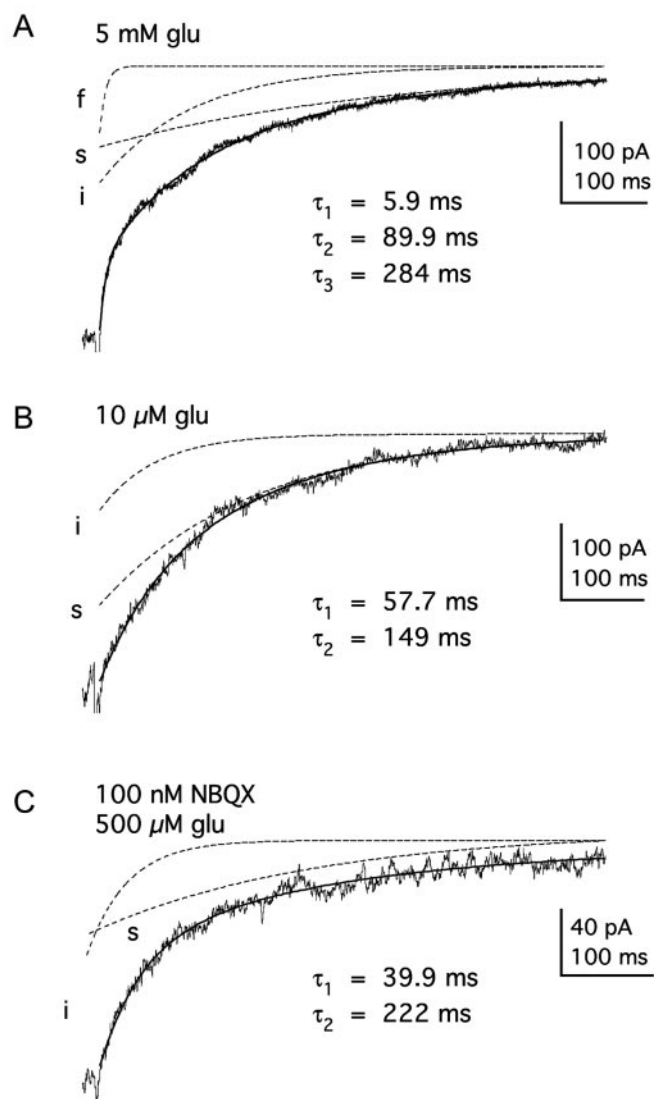 A
5 mM glu
f
s
i
100 pA
100 ms
τ1 = 5.9 ms
τ2 = 89.9 ms
τ3 = 284 ms
B
10 µM glu
i
s
100 pA
100 ms
τ1 = 57.7 ms
τ2 = 149 ms
C
100 nM NBQX
500 µM glu
s
i
40 pA
100 ms
τ1 = 39.9 ms
τ2 = 222 ms